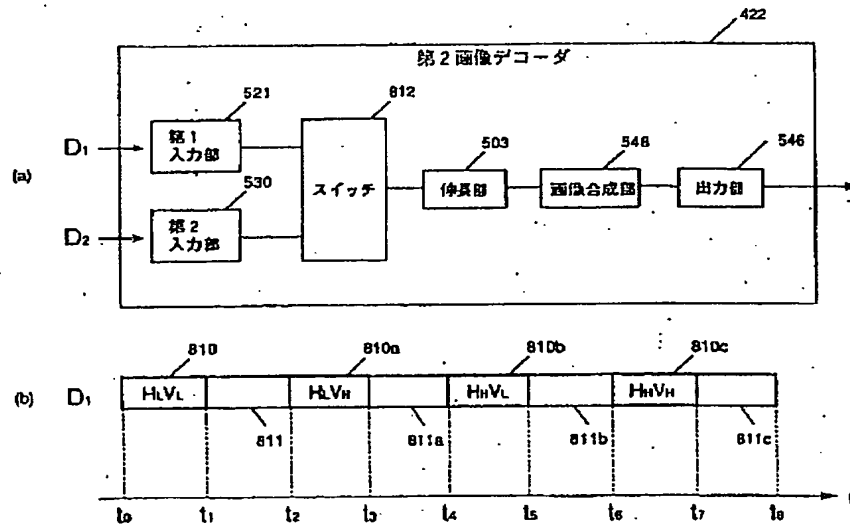 422
第2画像デコーダ
521
812
D1
第1
入力部
503
548
546
(a)
スイッチ
伸長部
画像合成部
出力部
530
D2
第2
入力部
810
810a
810b
810c
(b)
D1
HLVL
HLVH
HHVL
HHVH
811
811a
811b
811c
t0
t1
t2
t3
t4
t5
t6
t7
t8